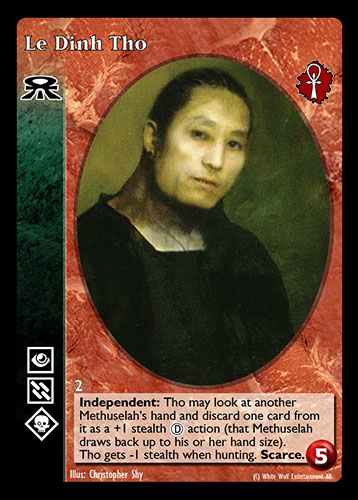 Le Dinh Tho
2
Independent: Tho may look at another
Methuselah's hand and discard one card from
it as a +1 stealth Ⓓ action (that Methuselah
draws back up to his or her hand size).
Tho gets -1 stealth when hunting. Scarce.
5
Illus: Christopher Shy
(C) White Wolf Entertainment AB